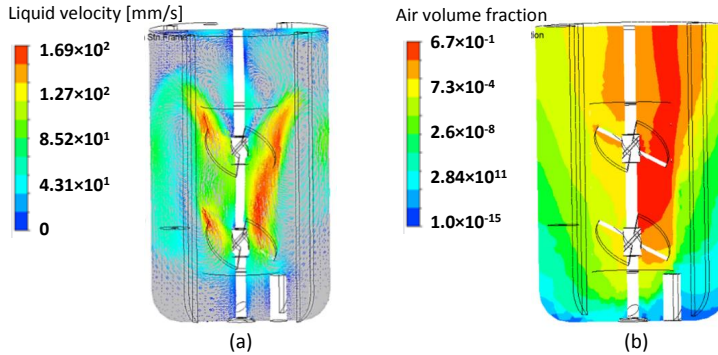 Liquid velocity [mm/s]
1.69×10²
1.27×10²
8.52×10¹
4.31×10¹
0
Stn Frame
(a)
Air volume fraction
6.7×10⁻¹
7.3×10⁻⁴
2.6×10⁻⁸
2.84×10¹¹
1.0×10⁻¹⁵
(b)